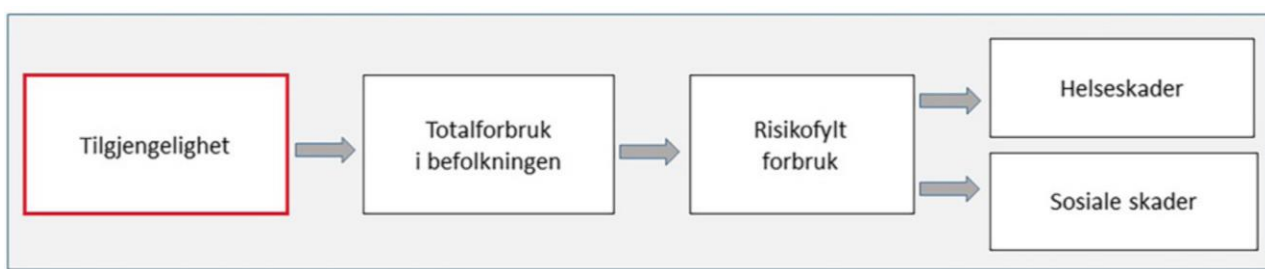 Tilgjengelighet
Totalforbruk
i befolkningen
Risikofylt
forbruk
Helseskader
Sosiale skader